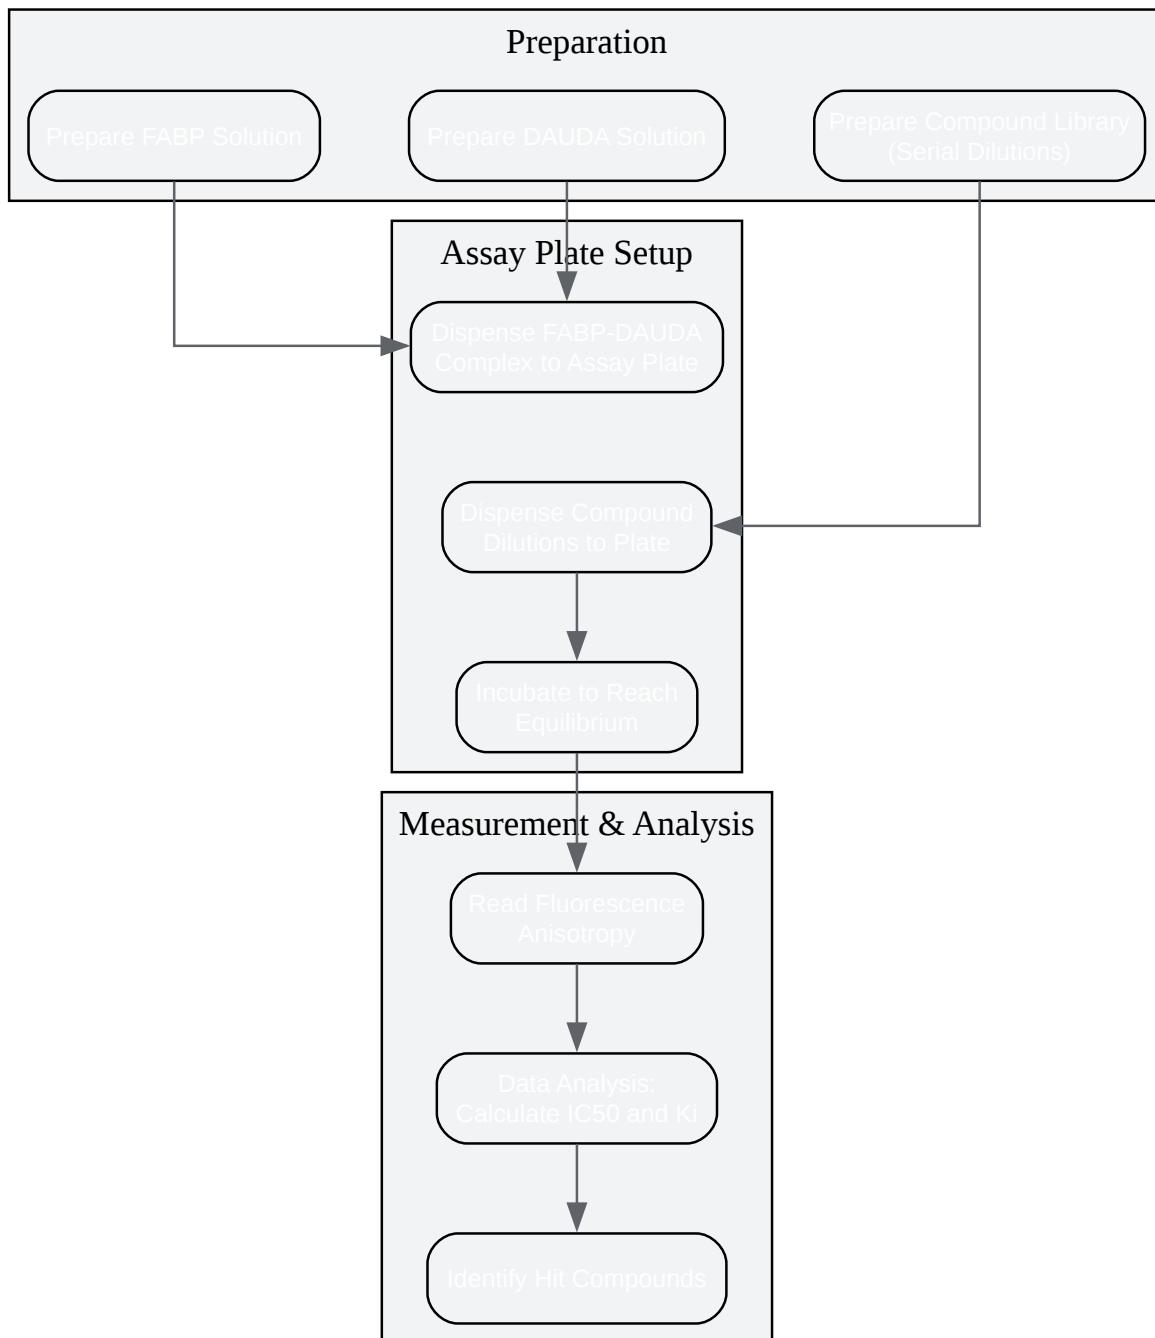 Preparation
Prepare FABP Solution
Prepare DAUDA Solution
Prepare Compound Library
(Serial Dilutions)
Assay Plate Setup
Dispense FABP-DAUDA
Complex to Assay Plate
Dispense Compound
Dilutions to Plate
Incubate to Reach
Equilibrium
Measurement & Analysis
Read Fluorescence
Anisotropy
Data Analysis:
Calculate IC50 and Ki
Identify Hit Compounds